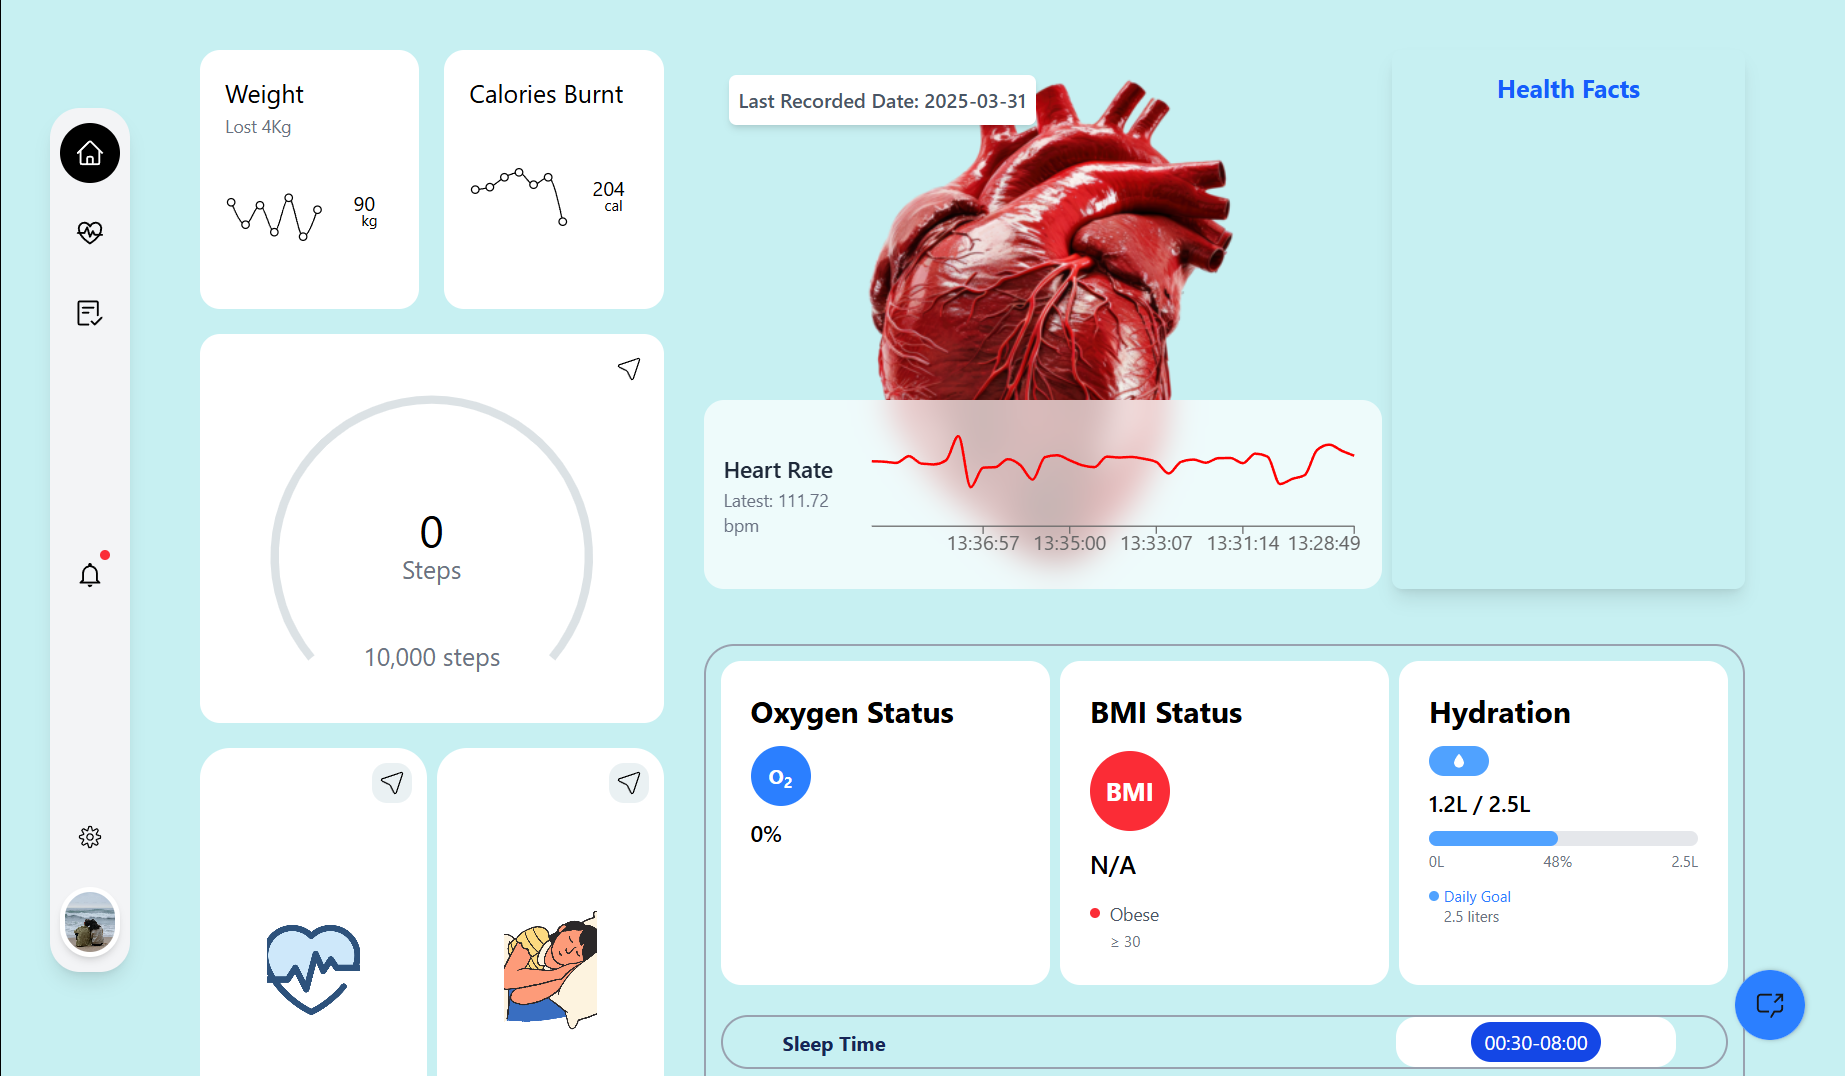 Weight
Lost 4Kg
90
kg
Calories Burnt
204
cal
Last Recorded Date: 2025-03-31
Health Facts
0
Steps
10,000 steps
Heart Rate
Latest: 111.72
bpm
13:36:57 13:35:00 13:33:07 13:31:14 13:28:49
Oxygen Status
O₂
0%
BMI Status
BMI
N/A
Obese
≥ 30
Hydration
1.2L / 2.5L
0L 48% 2.5L
Daily Goal
2.5 liters
Sleep Time
00:30-08:00